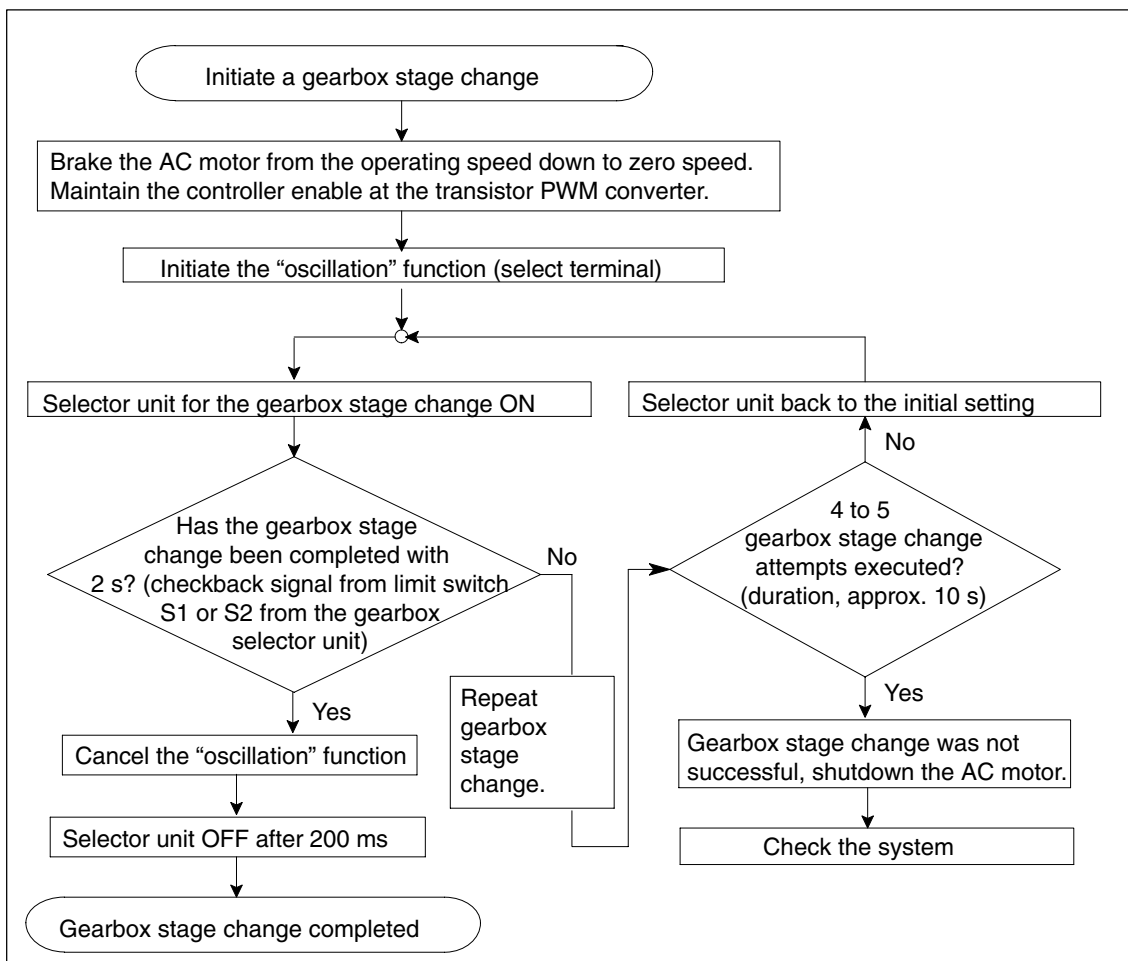 Initiate a gearbox stage change
Brake the AC motor from the operating speed down to zero speed.
Maintain the controller enable at the transistor PWM converter.
Initiate the “oscillation” function (select terminal)
Selector unit for the gearbox stage change ON
Selector unit back to the initial setting
No
Has the gearbox stage
change been completed with
2 s? (checkback signal from limit switch
S1 or S2 from the gearbox
selector unit)
No
4 to 5
gearbox stage change
attempts executed?
(duration, approx. 10 s)
Yes
Repeat
gearbox
stage
change.
Yes
Cancel the “oscillation” function
Gearbox stage change was not
successful, shutdown the AC motor.
Selector unit OFF after 200 ms
Check the system
Gearbox stage change completed